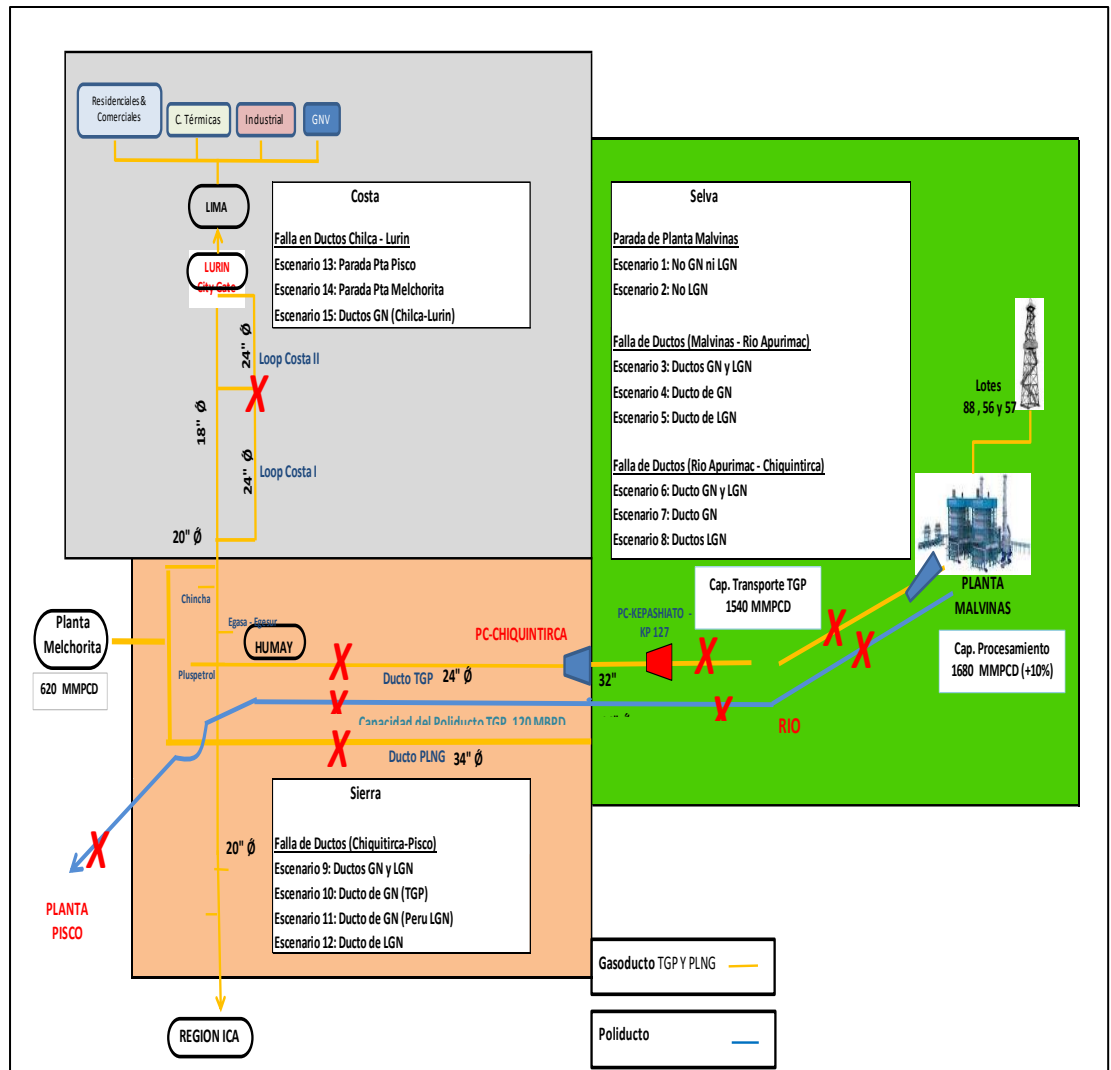 Residenciales &
Comerciales
C. Térmicas
Industrial
GNV
LIMA
LURIN
City Gate
Costa
Falla en Ductos Chilca - Lurin
Escenario 13: Parada Pta Pisco
Escenario 14: Parada Pta Melchorita
Escenario 15: Ductos GN (Chilca-Lurin)
24" Ø
Loop Costa II
18" Ø
24" Ø
Loop Costa I
20" Ø
Selva
Parada de Planta Malvinas
Escenario 1: No GN ni LGN
Escenario 2: No LGN
Falla de Ductos (Malvinas - Rio Apurimac)
Escenario 3: Ductos GN y LGN
Escenario 4: Ducto de GN
Escenario 5: Ducto de LGN
Falla de Ductos (Rio Apurimac - Chiquintirca)
Escenario 6: Ducto GN y LGN
Escenario 7: Ducto GN
Escenario 8: Ductos LGN
Lotes
88 , 56 y 57
PLANTA
MALVINAS
Cap. Transporte TGP
1540 MMPCD
Cap. Procesamiento
1680 MMPCD (+10%)
PC-KEPASHIATO -
KP 127
32"
RIO
Chincha
Egasa - Egesur
HUMAY
Pluspetrol
Planta
Melchorita
620 MMPCD
PC-CHIQUINTIRCA
Ducto TGP 24" Ø
Capacidad del Poliducto TGP 120 MBPD
Ducto PLNG 34" Ø
Sierra
Falla de Ductos (Chiquitirca-Pisco)
Escenario 9: Ductos GN y LGN
Escenario 10: Ducto de GN (TGP)
Escenario 11: Ducto de GN (Peru LGN)
Escenario 12: Ducto de LGN
20" Ø
PLANTA
PISCO
REGION ICA
Gasoducto TGP Y PLNG
Poliducto